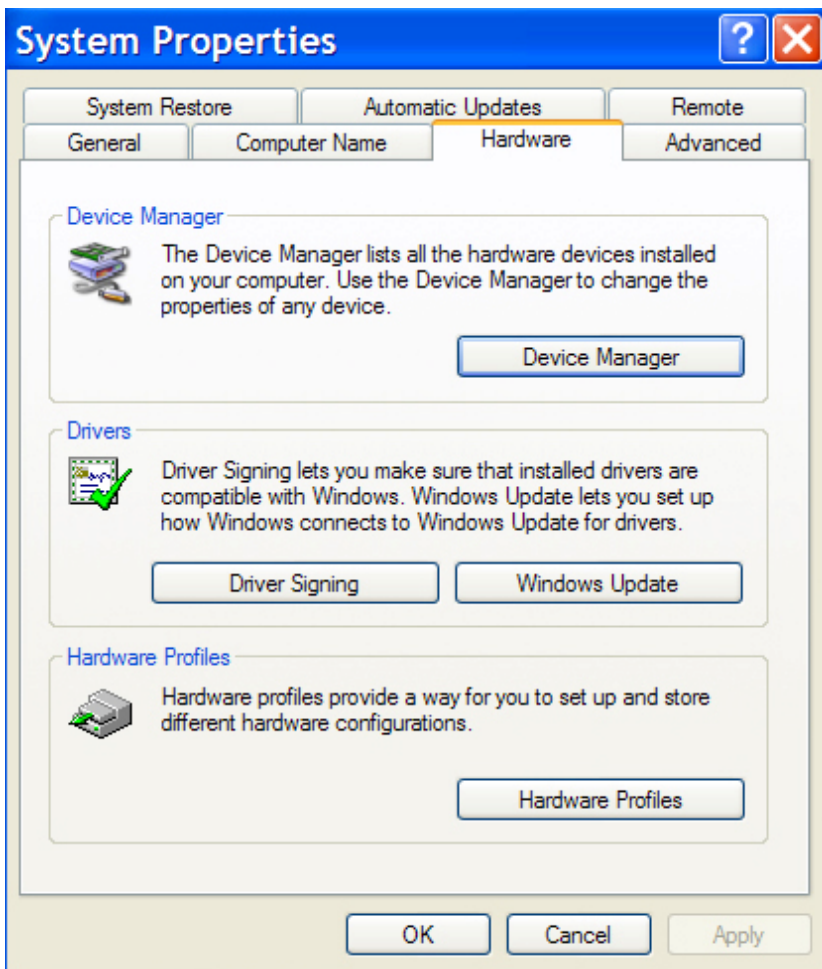 System Properties
?
System Restore Automatic Updates Remote
General Computer Name Hardware Advanced
Device Manager
The Device Manager lists all the hardware devices installed
on your computer. Use the Device Manager to change the
properties of any device.
Device Manager
Drivers
Driver Signing lets you make sure that installed drivers are
compatible with Windows. Windows Update lets you set up
how Windows connects to Windows Update for drivers.
Driver Signing Windows Update
Hardware Profiles
Hardware profiles provide a way for you to set up and store
different hardware configurations.
Hardware Profiles
OK Cancel Apply